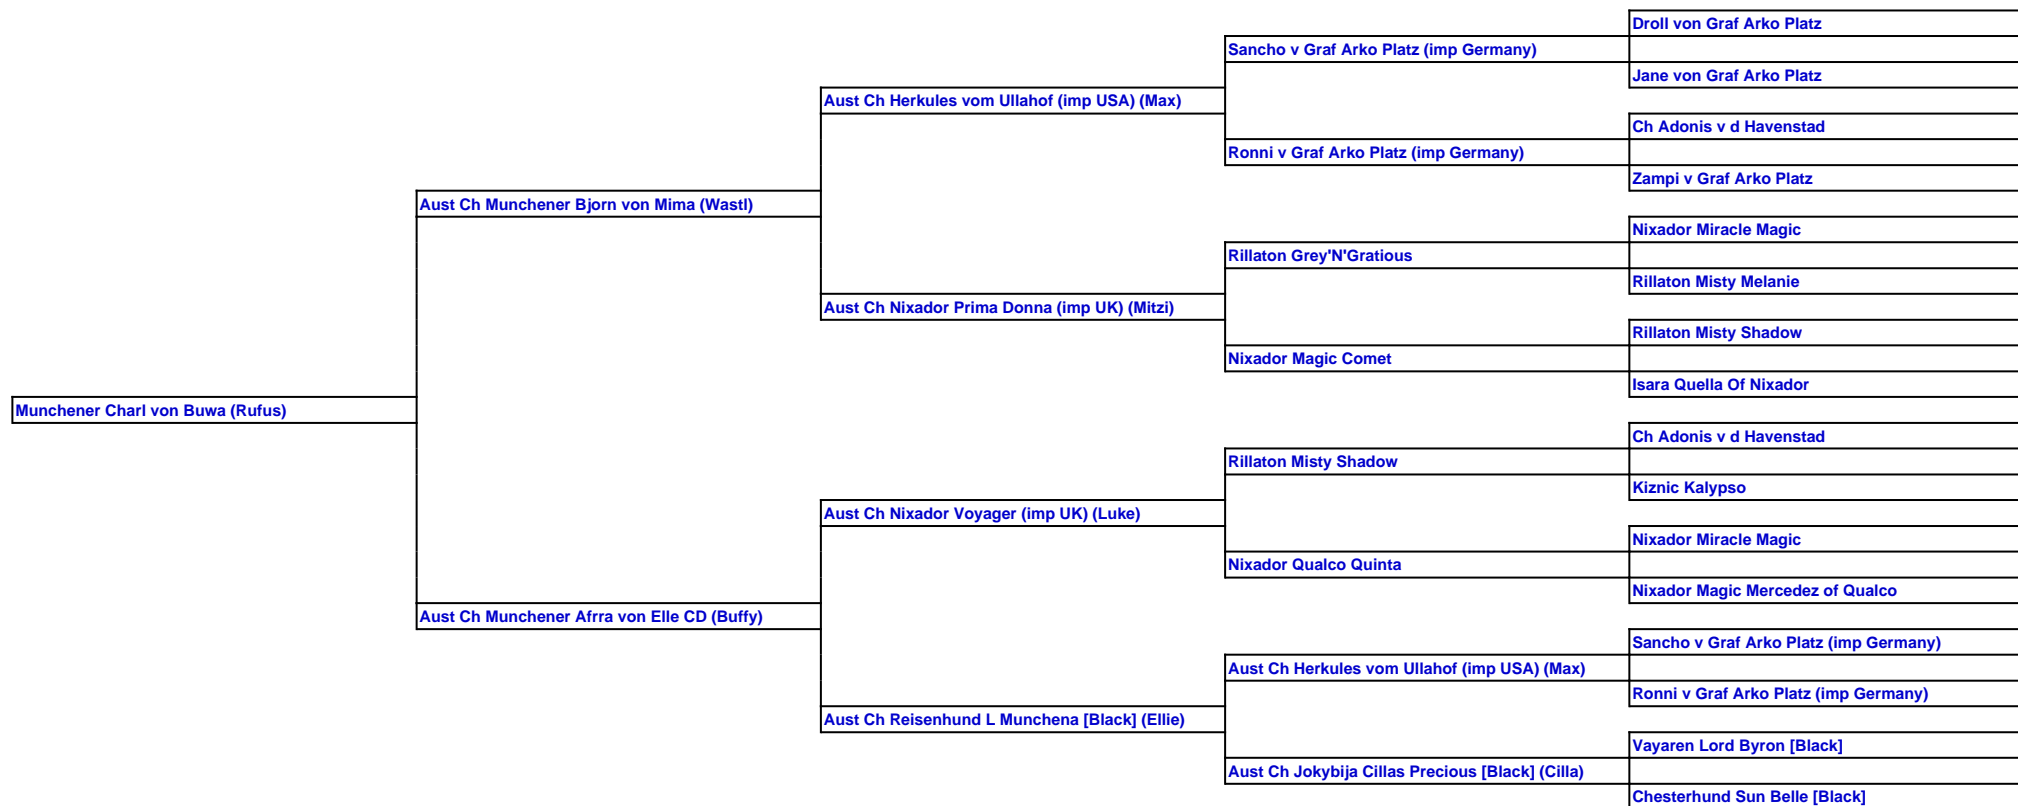 Droll von Graf Arko Platz
Sancho v Graf Arko Platz (imp Germany)
Jane von Graf Arko Platz
Aust Ch Herkules vom Ullahof (imp USA) (Max)
Ch Adonis v d Havenstad
Ronni v Graf Arko Platz (imp Germany)
Zampi v Graf Arko Platz
Aust Ch Munchener Bjorn von Mima (Wastl)
Nixador Miracle Magic
Rillaton Grey'N'Gratious
Rillaton Misty Melanie
Aust Ch Nixador Prima Donna (imp UK) (Mitzi)
Rillaton Misty Shadow
Nixador Magic Comet
Isara Quella Of Nixador
Munchener Charl von Buwa (Rufus)
Ch Adonis v d Havenstad
Rillaton Misty Shadow
Kiznic Kalypso
Aust Ch Nixador Voyager (imp UK) (Luke)
Nixador Miracle Magic
Nixador Qualco Quinta
Nixador Magic Mercedez of Qualco
Aust Ch Munchener Afrra von Elle CD (Buffy)
Sancho v Graf Arko Platz (imp Germany)
Aust Ch Herkules vom Ullahof (imp USA) (Max)
Ronni v Graf Arko Platz (imp Germany)
Aust Ch Reisenhund L Munchena [Black] (Ellie)
Vayaren Lord Byron [Black]
Aust Ch Jokybija Cillas Precious [Black] (Cilla)
Chesterhund Sun Belle [Black]